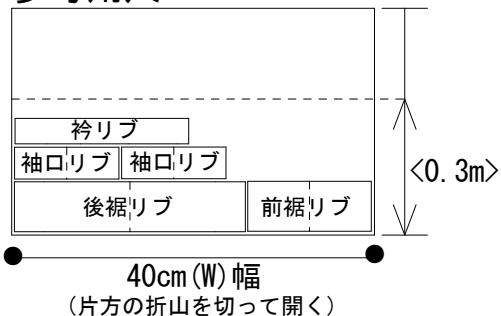 衿リブ
袖口リブ 袖口リブ
<0.3m>
後裾リブ 前裾リブ
40cm(W)幅
(片方の折山を切って開く)